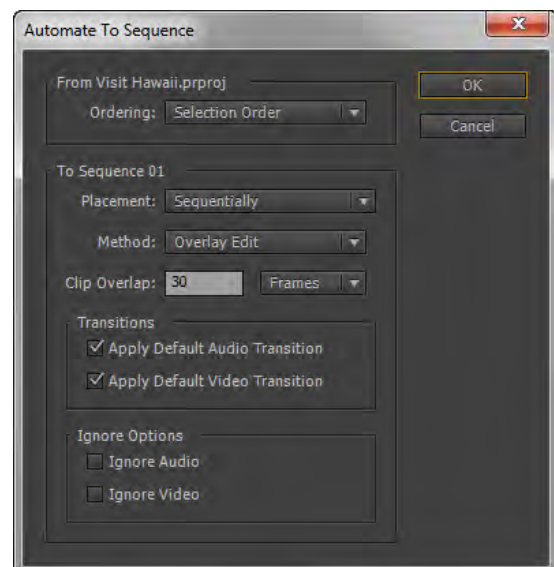 Automate To Sequence
From Visit Hawaii.prproj
OK
Ordering: Selection Order
Cancel
To Sequence 01
Placement: Sequentially
Method: Overlay Edit
Clip Overlap: 30 Frames
Transitions
Apply Default Audio Transition
Apply Default Video Transition
Ignore Options
Ignore Audio
Ignore Video